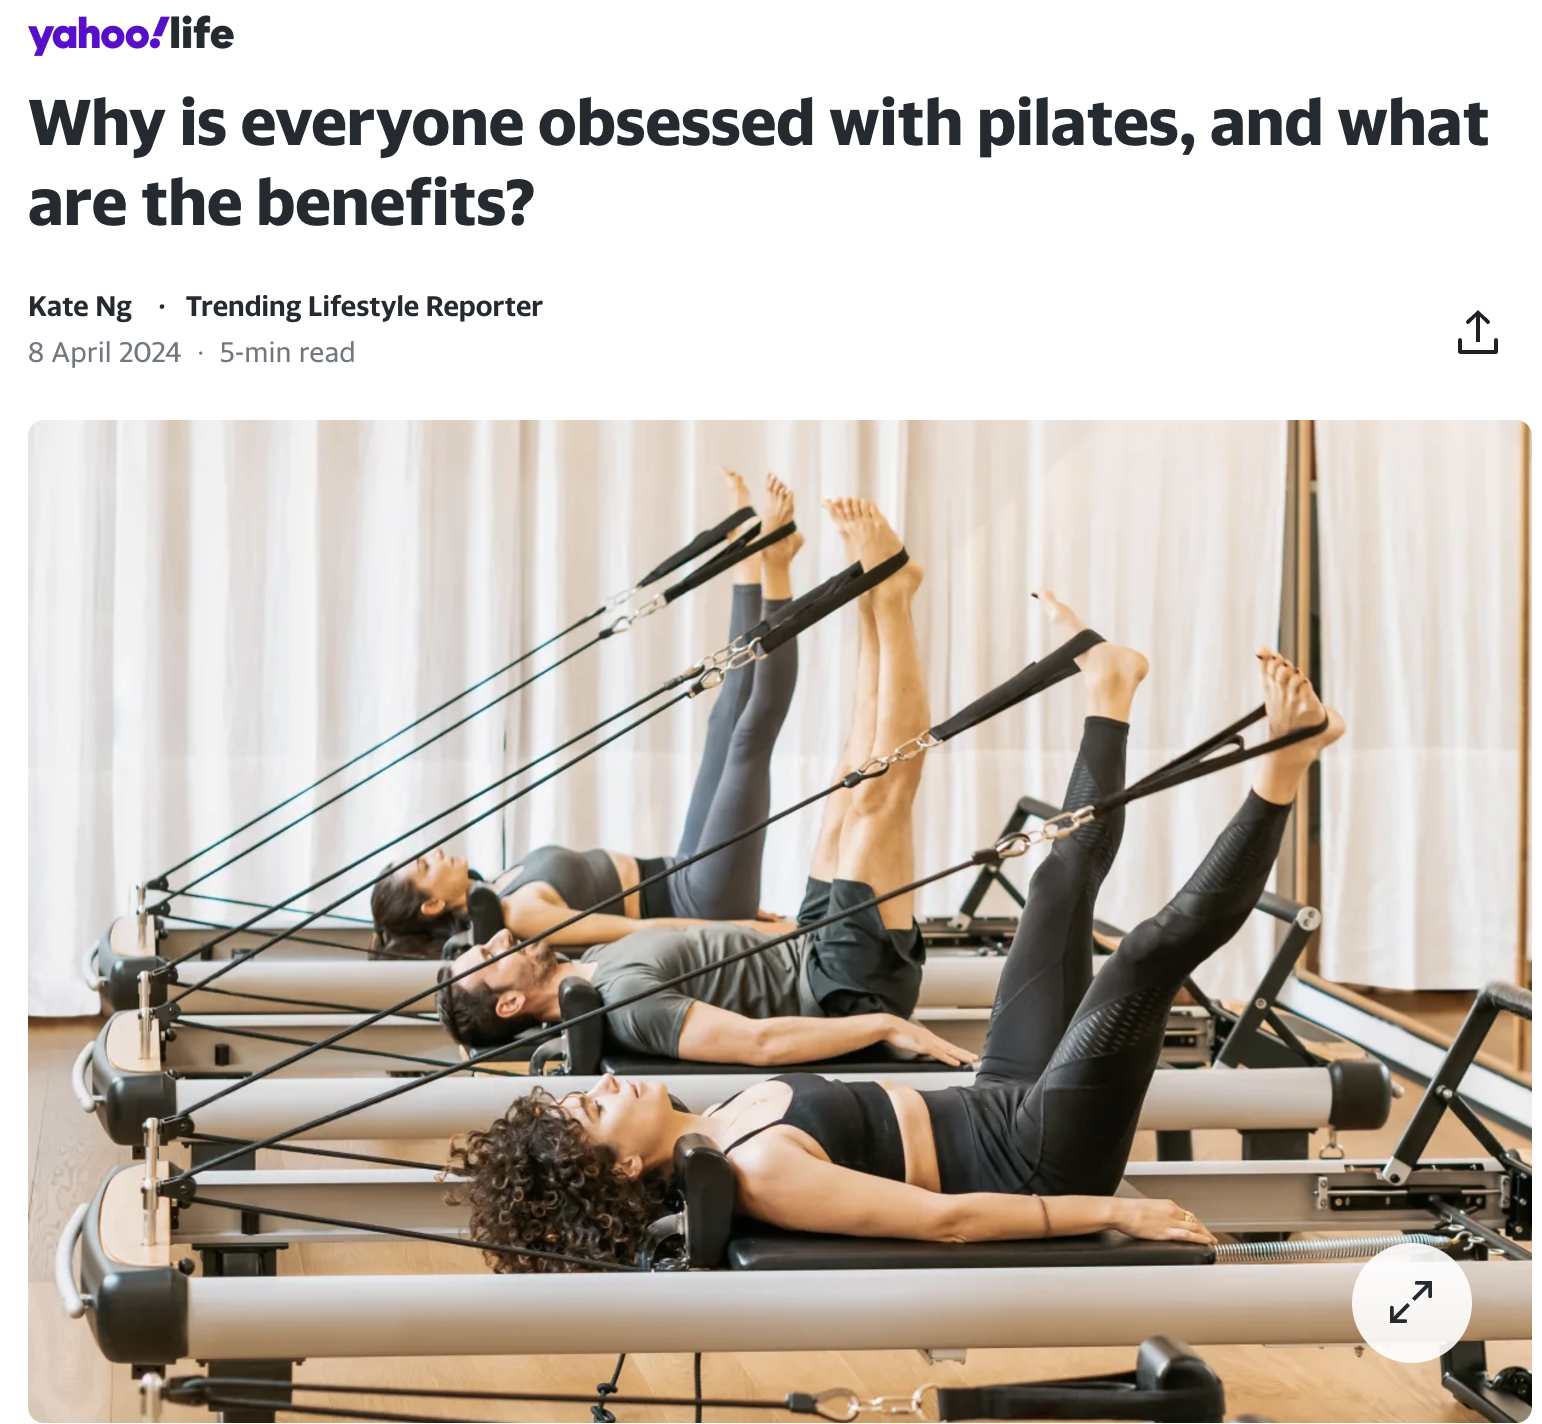 yahoo!life
Why is everyone obsessed with pilates, and what
are the benefits?
Kate Ng · Trending Lifestyle Reporter
8 April 2024 · 5-min read